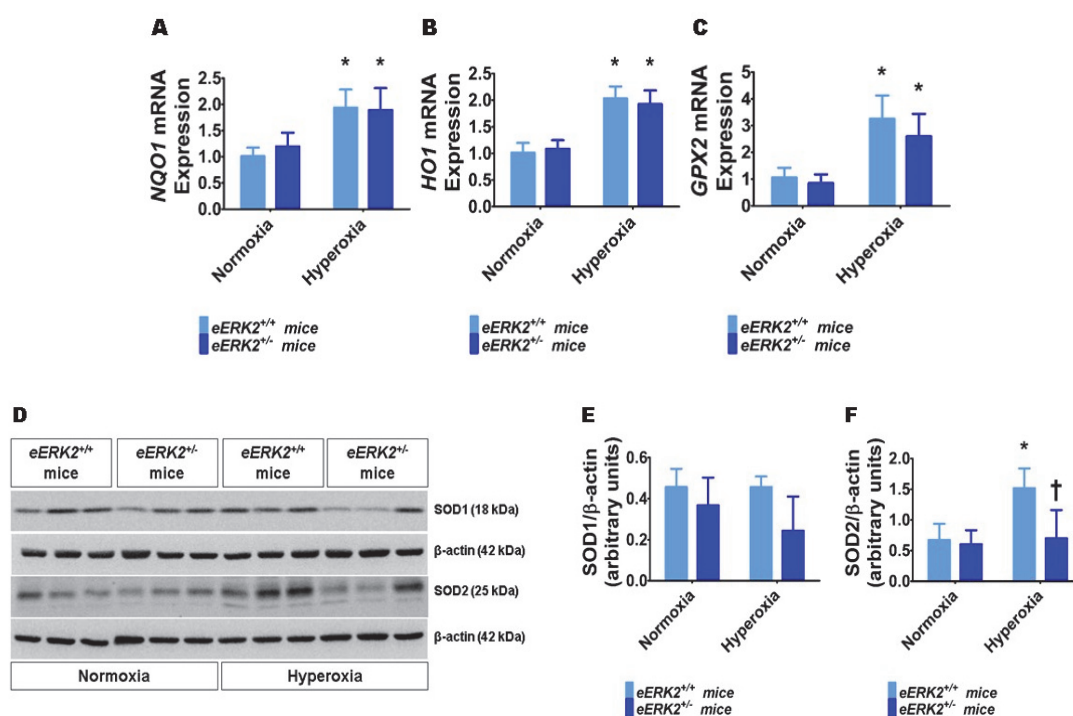 A
NQO1 mRNA
Expression
2.5
2.0
1.5
1.0
0.5
0.0
* *
Normoxia
Hyperoxia
eERK2+/+ mice
eERK2+/- mice
B
HO1 mRNA
Expression
2.5
2.0
1.5
1.0
0.5
0.0
* *
Normoxia
Hyperoxia
eERK2+/+ mice
eERK2+/- mice
C
GPX2 mRNA
Expression
5
4
3
2
1
0
*
*
Normoxia
Hyperoxia
eERK2+/+ mice
eERK2+/- mice
D
eERK2+/+
mice
eERK2+/-
mice
eERK2+/+
mice
eERK2+/-
mice
SOD1 (18 kDa)
β-actin (42 kDa)
SOD2 (25 kDa)
β-actin (42 kDa)
Normoxia
Hyperoxia
E
SOD1/β-actin
(arbitrary units)
0.6
0.4
0.2
0.0
Normoxia
Hyperoxia
eERK2+/+ mice
eERK2+/- mice
F
SOD2/β-actin
(arbitrary units)
2.0
1.5
1.0
0.5
0.0
*
†
Normoxia
Hyperoxia
eERK2+/+ mice
eERK2+/- mice